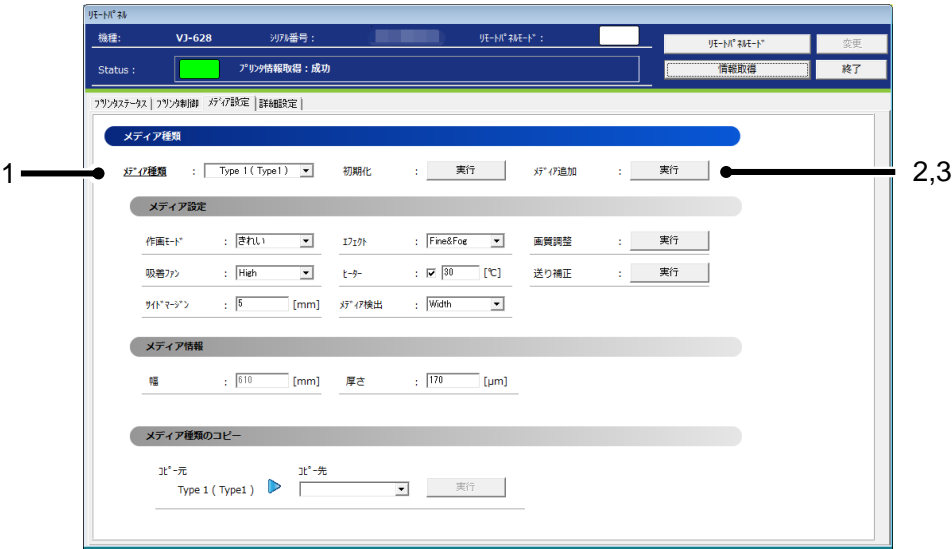 ﾘﾓｰﾄﾊﾟﾈﾙ
機種: VJ-628 ｼﾘｱﾙ番号 : ﾘﾓｰﾄﾊﾟﾈﾙﾓｰﾄﾞ : ﾘﾓｰﾄﾊﾟﾈﾙﾓｰﾄﾞ 変更
Status : ﾌﾟﾘﾝﾀ情報取得 : 成功 情報取得 終了
ﾌﾟﾘﾝﾀｽﾃｰﾀｽ ﾌﾟﾘﾝﾀ制御 ﾒﾃﾞｨｱ設定 詳細設定
メディア種類
1 ﾒﾃﾞｨｱ種類 : Type 1 ( Type1 ) 初期化 : 実行 ﾒﾃﾞｨｱ追加 : 実行 2,3
メディア設定
作画ﾓｰﾄﾞ : きれい ｴﾌｪｸﾄ : Fine&Fog 画質調整 : 実行
吸着ﾌｧﾝ : High ﾋｰﾀｰ : 30 [℃] 送り補正 : 実行
ｻｲﾄﾞﾏｰｼﾞﾝ : 5 [mm] ﾒﾃﾞｨｱ検出 : Width
メディア情報
幅 : 610 [mm] 厚さ : 170 [μm]
メディア種類のコピー
ｺﾋﾟｰ元 ｺﾋﾟｰ先
Type 1 ( Type1 ) 実行